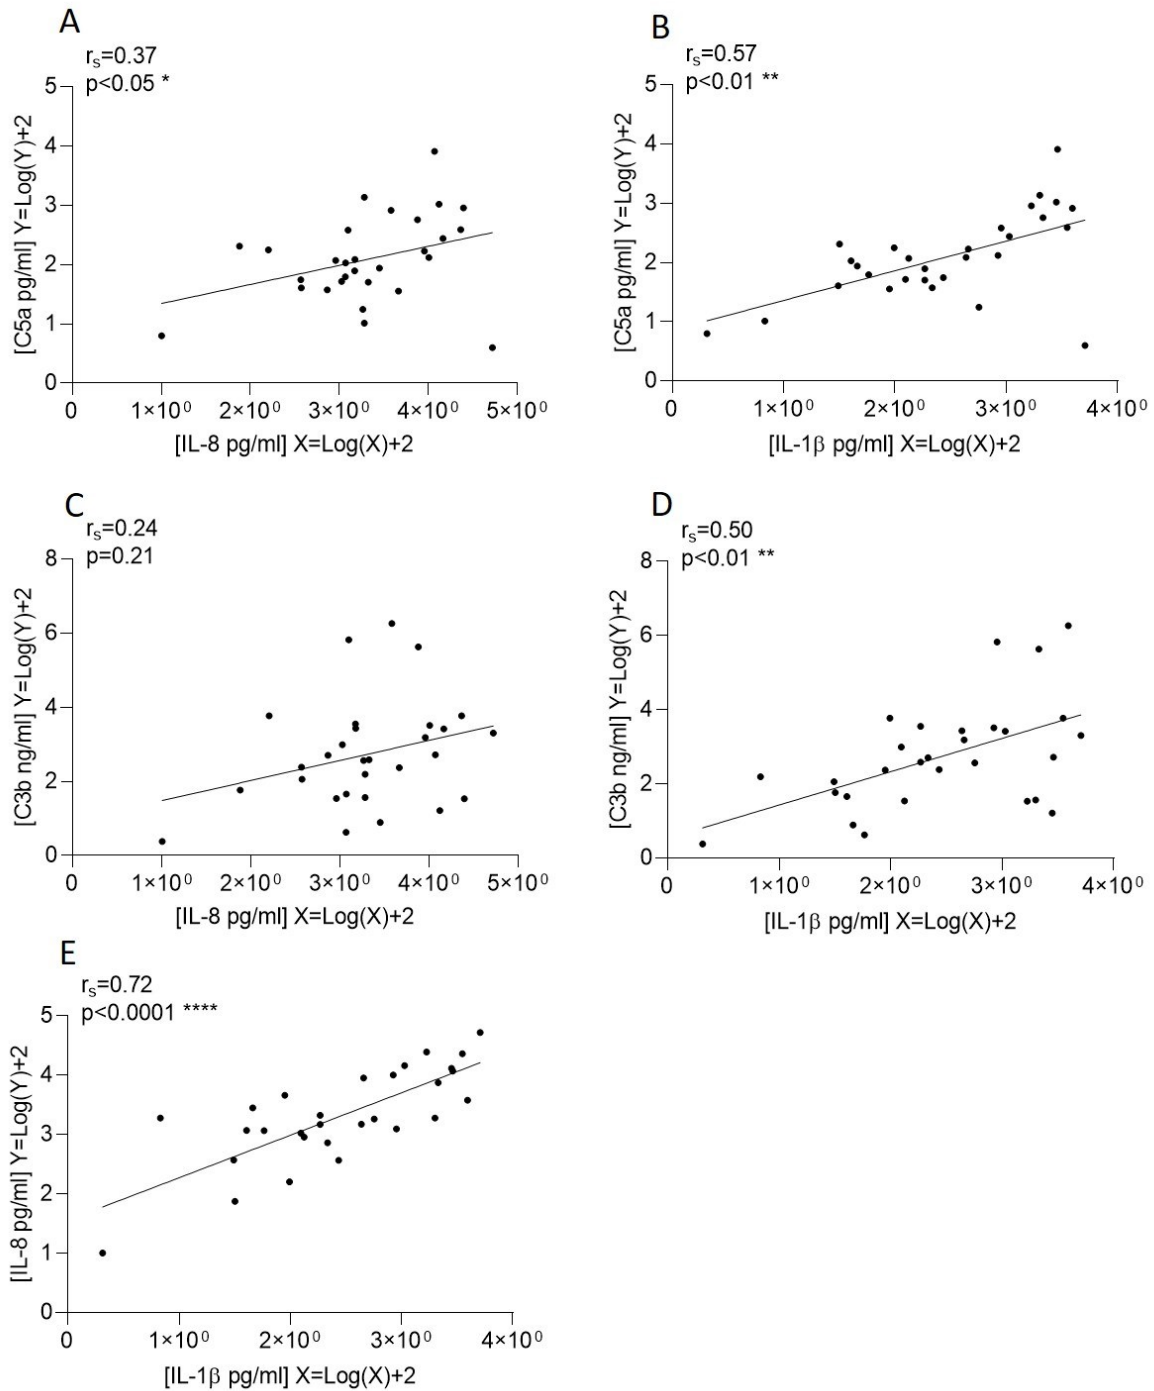 A
rₛ=0.37
p<0.05 *
[C5a pg/ml] Y=Log(Y)+2
5
4
3
2
1
0
0 1×10⁰ 2×10⁰ 3×10⁰ 4×10⁰ 5×10⁰
[IL-8 pg/ml] X=Log(X)+2
B
rₛ=0.57
p<0.01 **
[C5a pg/ml] Y=Log(Y)+2
5
4
3
2
1
0
0 1×10⁰ 2×10⁰ 3×10⁰ 4×10⁰
[IL-1β pg/ml] X=Log(X)+2
C
rₛ=0.24
p=0.21
[C3b ng/ml] Y=Log(Y)+2
8
6
4
2
0
0 1×10⁰ 2×10⁰ 3×10⁰ 4×10⁰ 5×10⁰
[IL-8 pg/ml] X=Log(X)+2
D
rₛ=0.50
p<0.01 **
[C3b ng/ml] Y=Log(Y)+2
8
6
4
2
0
0 1×10⁰ 2×10⁰ 3×10⁰ 4×10⁰
[IL-1β pg/ml] X=Log(X)+2
E
rₛ=0.72
p<0.0001 ****
[IL-8 pg/ml] Y=Log(Y)+2
5
4
3
2
1
0
0 1×10⁰ 2×10⁰ 3×10⁰ 4×10⁰
[IL-1β pg/ml] X=Log(X)+2